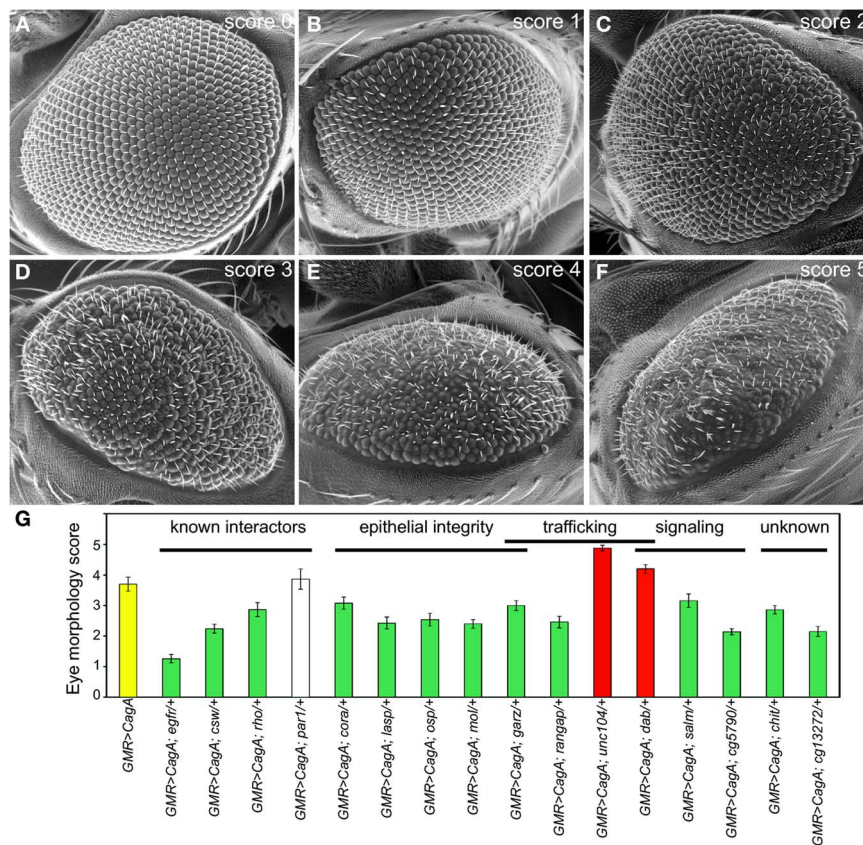 A score 0
B score 1
C score 2
D score 3
E score 4
F score 5
G
known interactors epithelial integrity trafficking signaling unknown
Eye morphology score
5
4
3
2
1
0
GMR>CagA
GMR>CagA; egfr/+
GMR>CagA; csw/+
GMR>CagA; rho/+
GMR>CagA; par1/+
GMR>CagA; cora/+
GMR>CagA; lasp/+
GMR>CagA; osp/+
GMR>CagA; mol/+
GMR>CagA; garz/+
GMR>CagA; rangap/+
GMR>CagA; unc104/+
GMR>CagA; dab/+
GMR>CagA; salm/+
GMR>CagA; cg5790/+
GMR>CagA; chit/+
GMR>CagA; cg13272/+